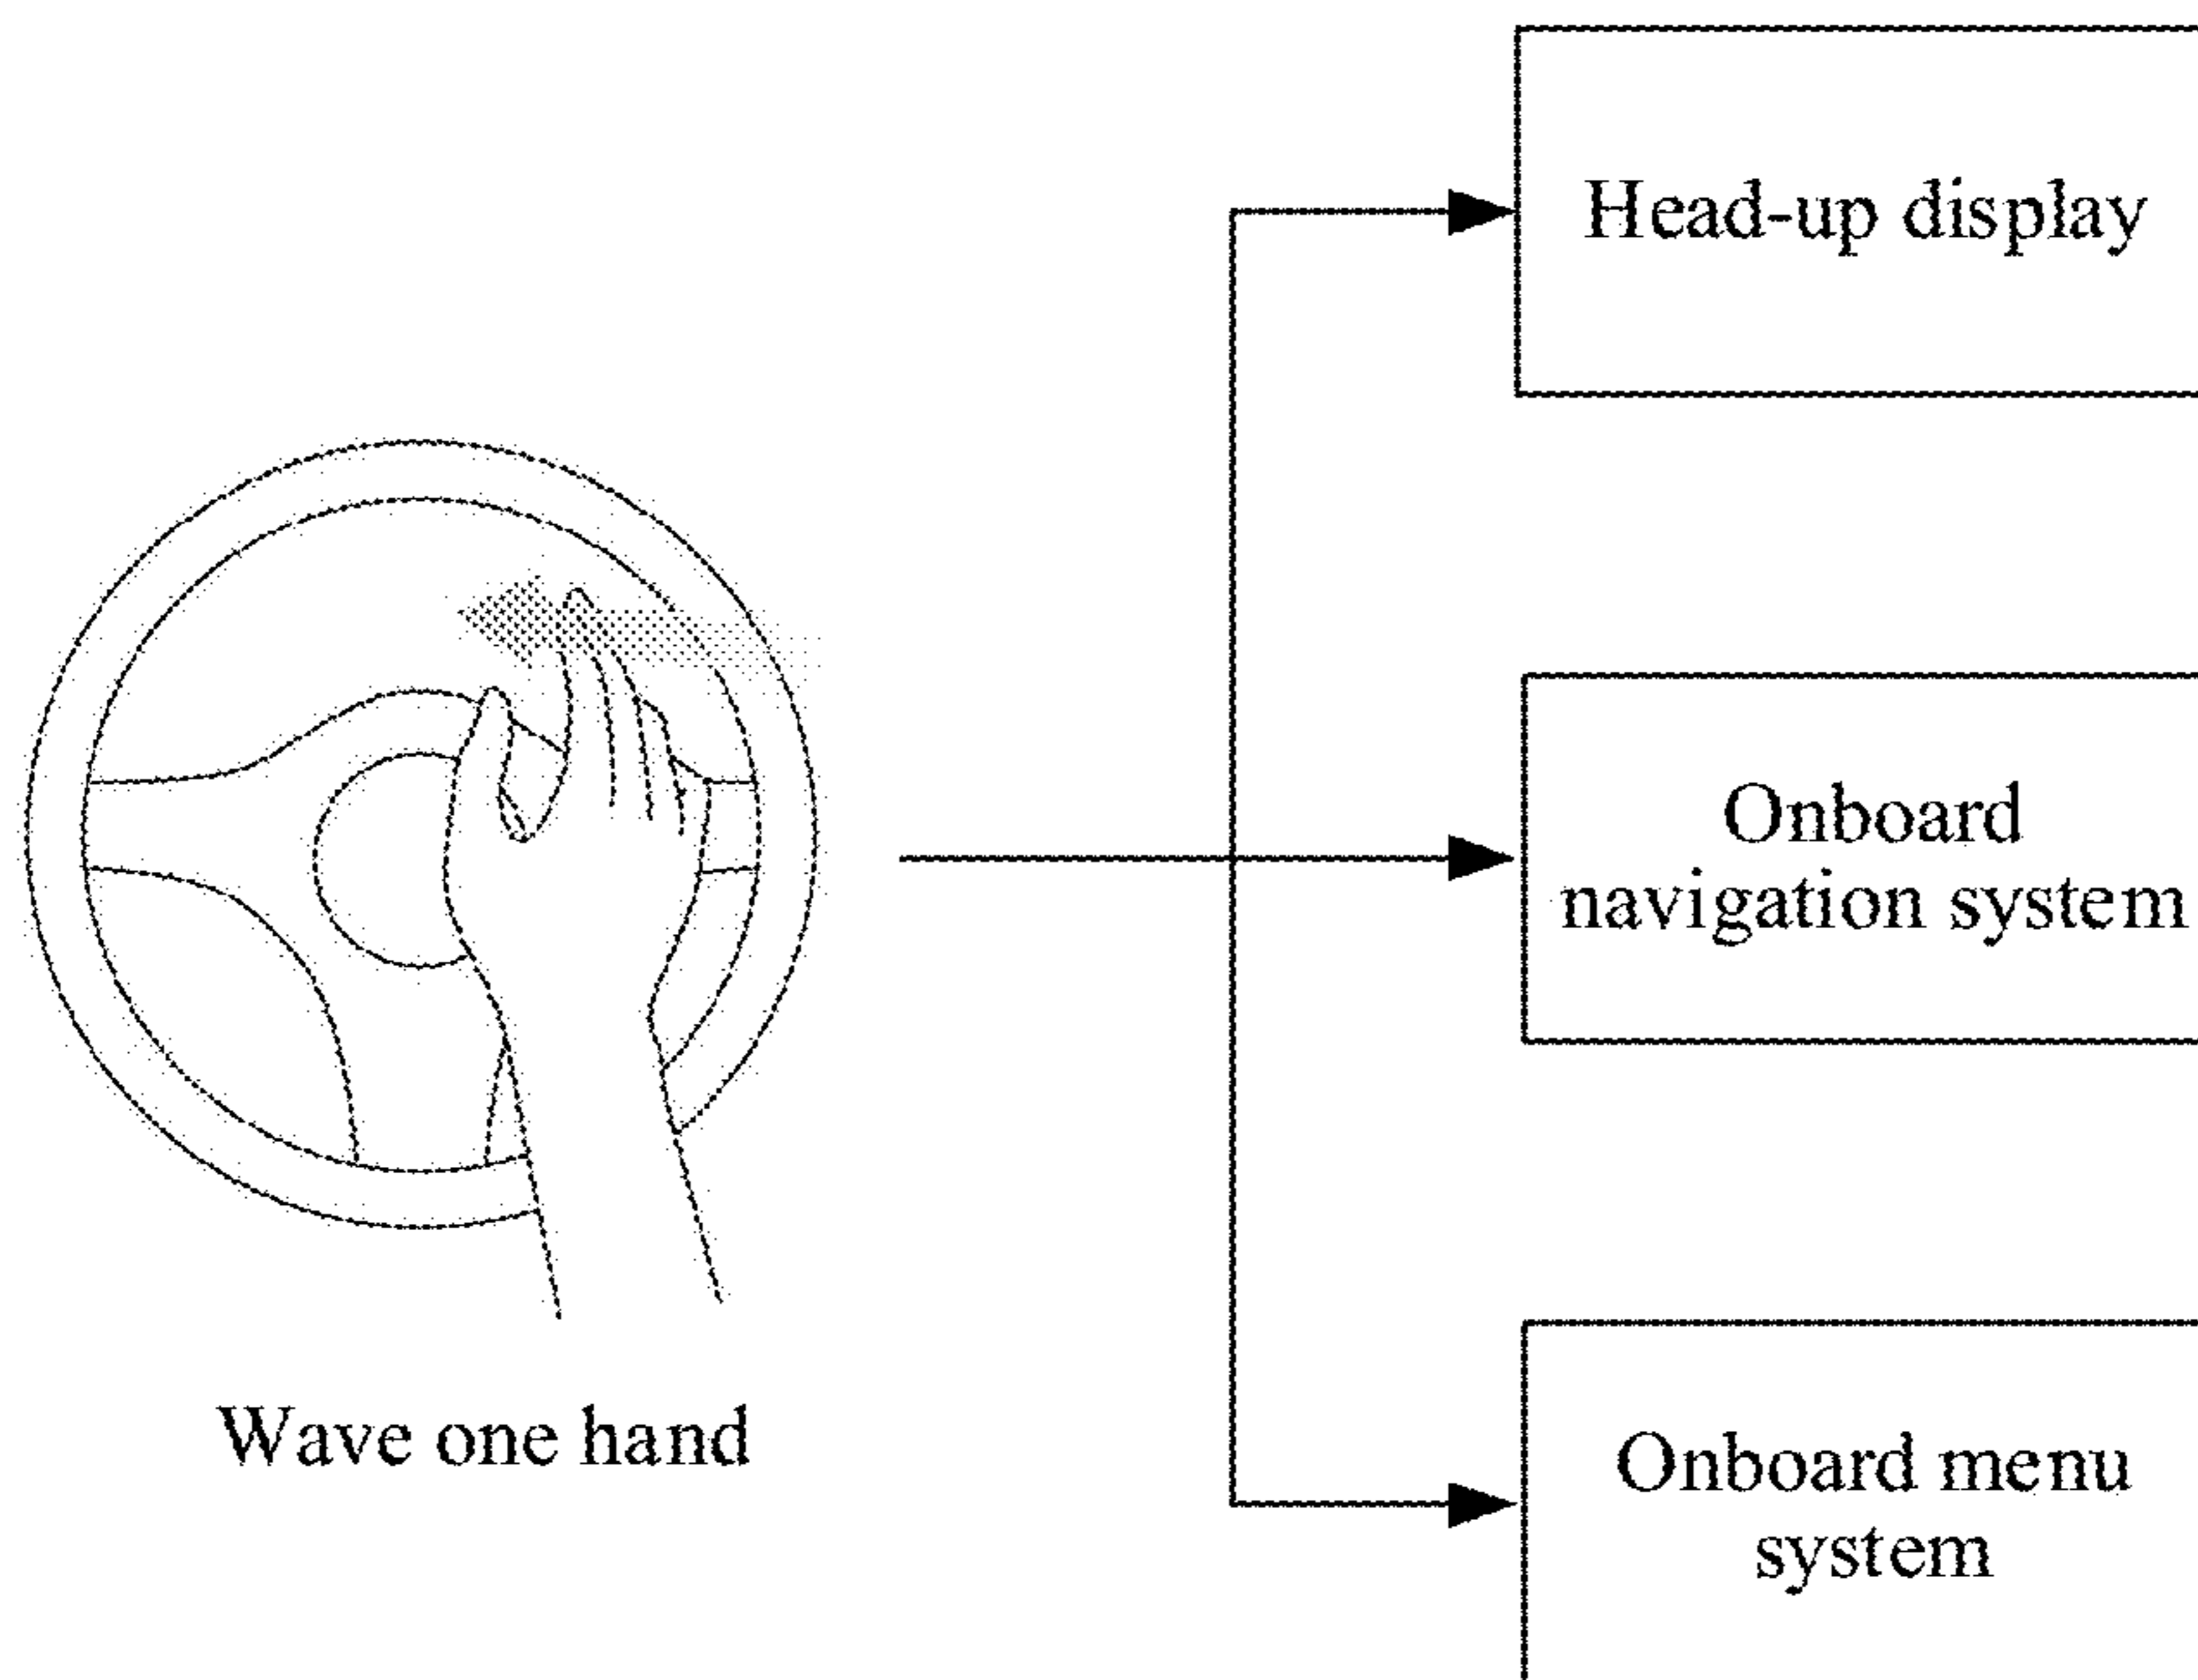 Head-up display
Onboard
navigation system
Wave one hand
Onboard menu
system